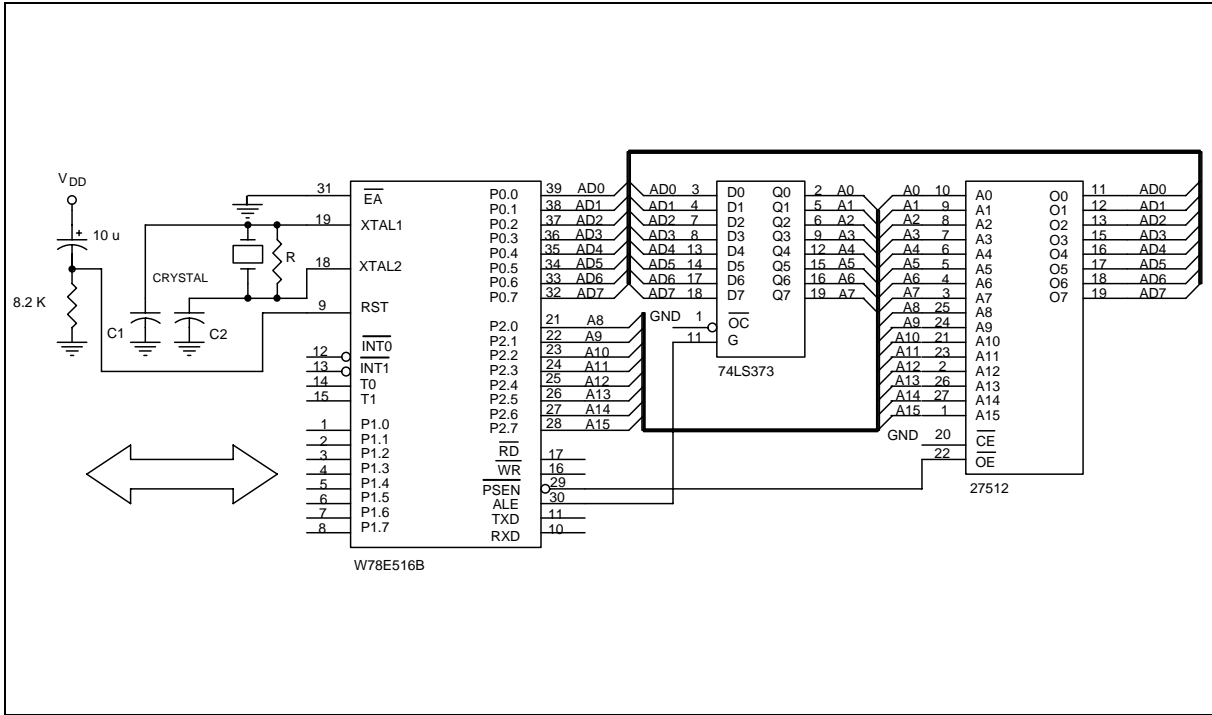 VDD
10 u
8.2 K
C1
CRYSTAL
C2
R
31 EA
19 XTAL1
18 XTAL2
9 RST
12 INT0
13 INT1
14 T0
15 T1
1 P1.0
2 P1.1
3 P1.2
4 P1.3
5 P1.4
6 P1.5
7 P1.6
8 P1.7
P0.0 39 AD0
P0.1 38 AD1
P0.2 37 AD2
P0.3 36 AD3
P0.4 35 AD4
P0.5 34 AD5
P0.6 33 AD6
P0.7 32 AD7
P2.0 21 A8
P2.1 22 A9
P2.2 23 A10
P2.3 24 A11
P2.4 25 A12
P2.5 26 A13
P2.6 27 A14
P2.7 28 A15
RD 17
WR 16
PSEN 29
ALE 30
TXD 11
RXD 10
W78E516B
AD0 3 D0 Q0 2 A0
AD1 4 D1 Q1 5 A1
AD2 7 D2 Q2 6 A2
AD3 8 D3 Q3 9 A3
AD4 13 D4 Q4 12 A4
AD5 14 D5 Q5 15 A5
AD6 17 D6 Q6 16 A6
AD7 18 D7 Q7 19 A7
GND 1 OC
11 G
74LS373
A0 10 A0 O0 11 AD0
A1 9 A1 O1 12 AD1
A2 8 A2 O2 13 AD2
A3 7 A3 O3 15 AD3
A4 6 A4 O4 16 AD4
A5 5 A5 O5 17 AD5
A6 4 A6 O6 18 AD6
A7 3 A7 O7 19 AD7
A8 25 A8
A9 24 A9
A10 21 A10
A11 23 A11
A12 2 A12
A13 26 A13
A14 27 A14
A15 1 A15
GND 20 CE
22 OE
27512